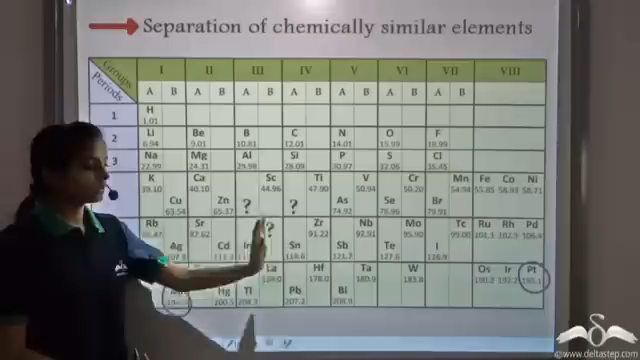 Separation of chemically similar elements
Groups I II III IV V VI VII VIII
Periods A B A B A B A B A B A B A B
1 H
1.01
2 Li Be B C N O F
6.94 9.01 10.81 12.01 14.01 15.99 18.99
3 Na Mg Al Si P S Cl
22.99 24.31 29.98 28.09 30.97 32.06 35.45
K Ca Sc Ti V Cr Mn Fe Co Ni
39.10 40.10 44.96 47.90 50.94 50.20 54.94 55.85 58.93 58.71
Cu Zn ? ? As Se Br
63.54 65.37 74.92 78.96 79.91
Rb Sr ? Zr Nb Mo Tc Ru Rh Pd
87.62 91.22 92.91 95.90 99.00 101.1 102.9 106.4
Ag Cd Sn Sb Te I
118.6 121.7 127.6 126.9
La Hf Ta W Os Ir Pt
139.0 178.0 180.9 183.8 190.2 192.2 195.1
Hg Tl Pb Bi
200.5 207.2 208.9
©www.deltastep.com